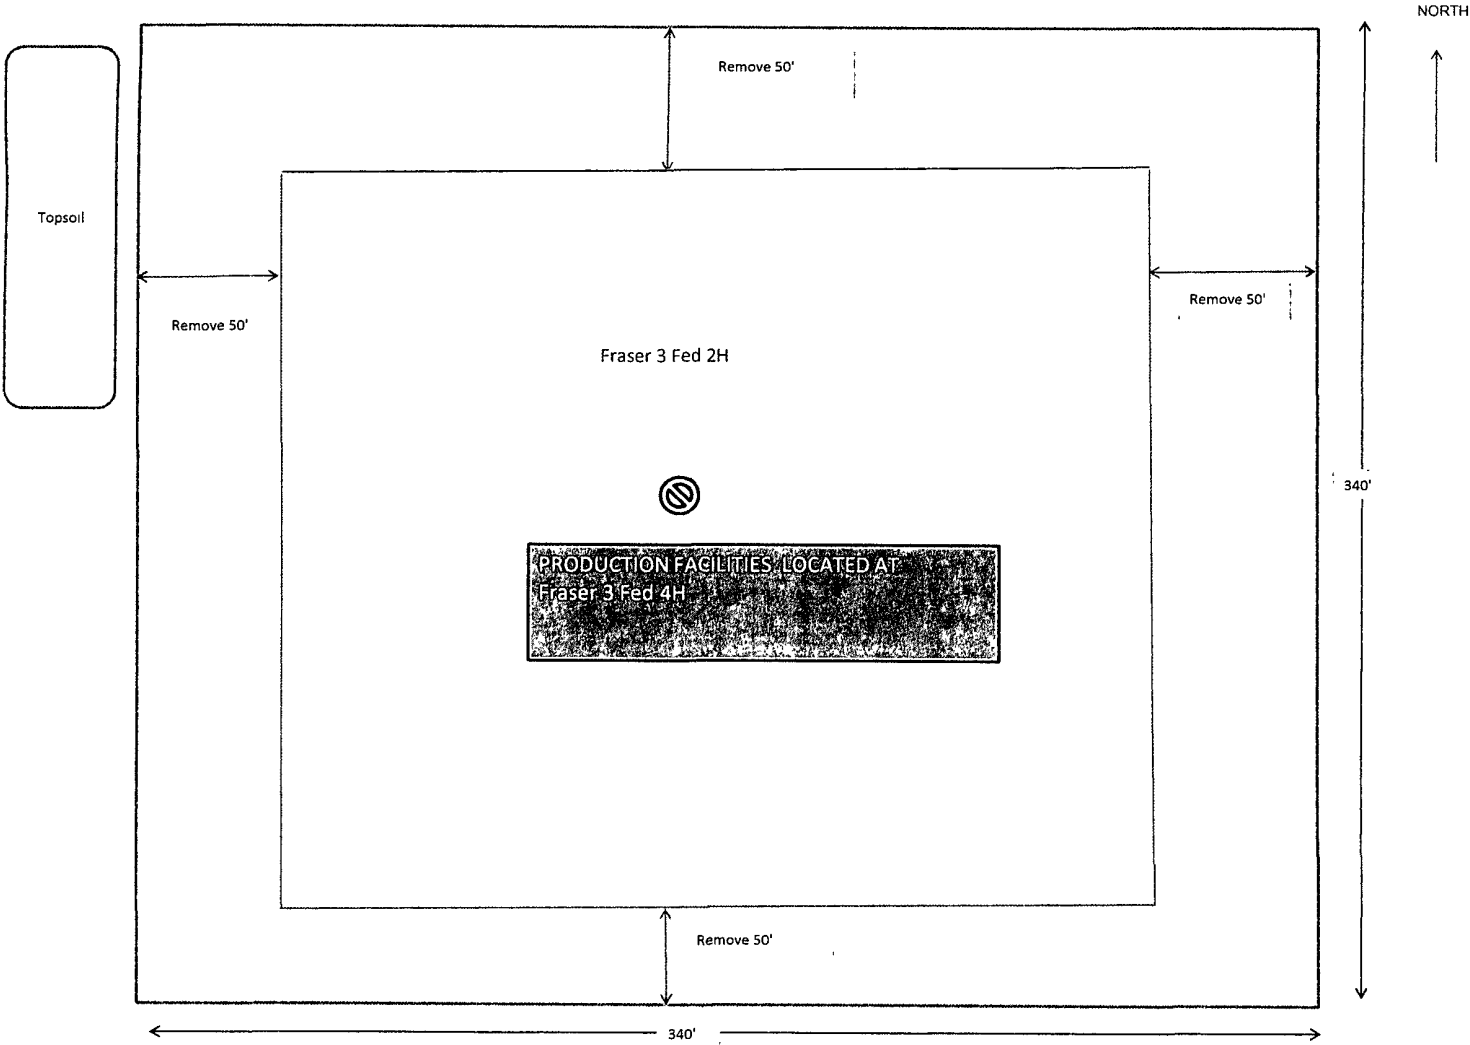 NORTH
Remove 50'
Topsoil
Remove 50'
Remove 50'
Fraser 3 Fed 2H
340'
PRODUCTION FACILITIES LOCATED AT
Fraser 3 Fed 4H
Remove 50'
340'